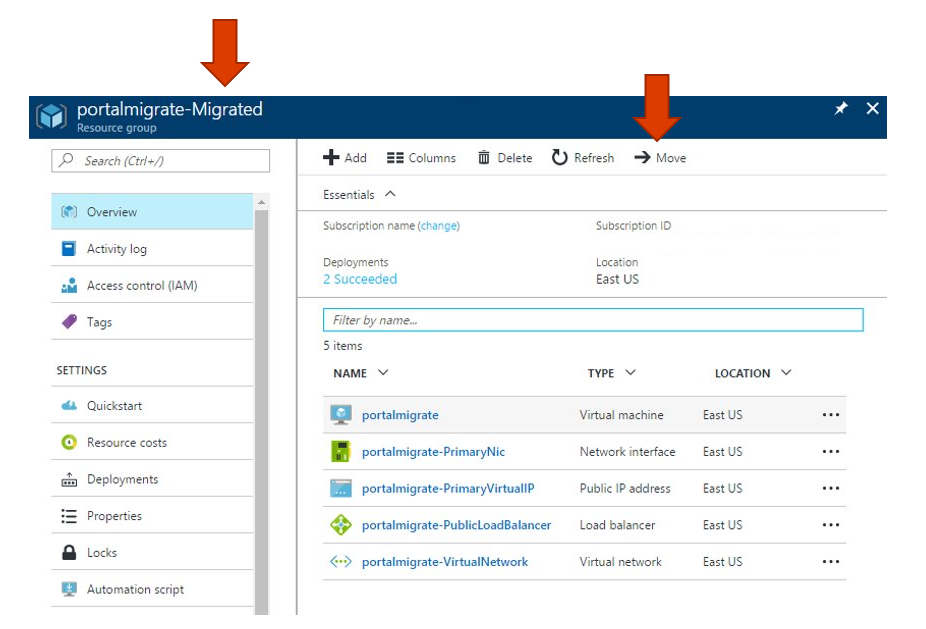 portalmigrate-Migrated
Resource group
Search (Ctrl+/)
Overview
Activity log
Access control (IAM)
Tags
SETTINGS
Quickstart
Resource costs
Deployments
Properties
Locks
Automation script
Add Columns Delete Refresh Move
Essentials
Subscription name (change) Subscription ID
Deployments Location
2 Succeeded East US
Filter by name...
5 items
NAME TYPE LOCATION
portalmigrate Virtual machine East US
portalmigrate-PrimaryNic Network interface East US
portalmigrate-PrimaryVirtualIP Public IP address East US
portalmigrate-PublicLoadBalancer Load balancer East US
portalmigrate-VirtualNetwork Virtual network East US